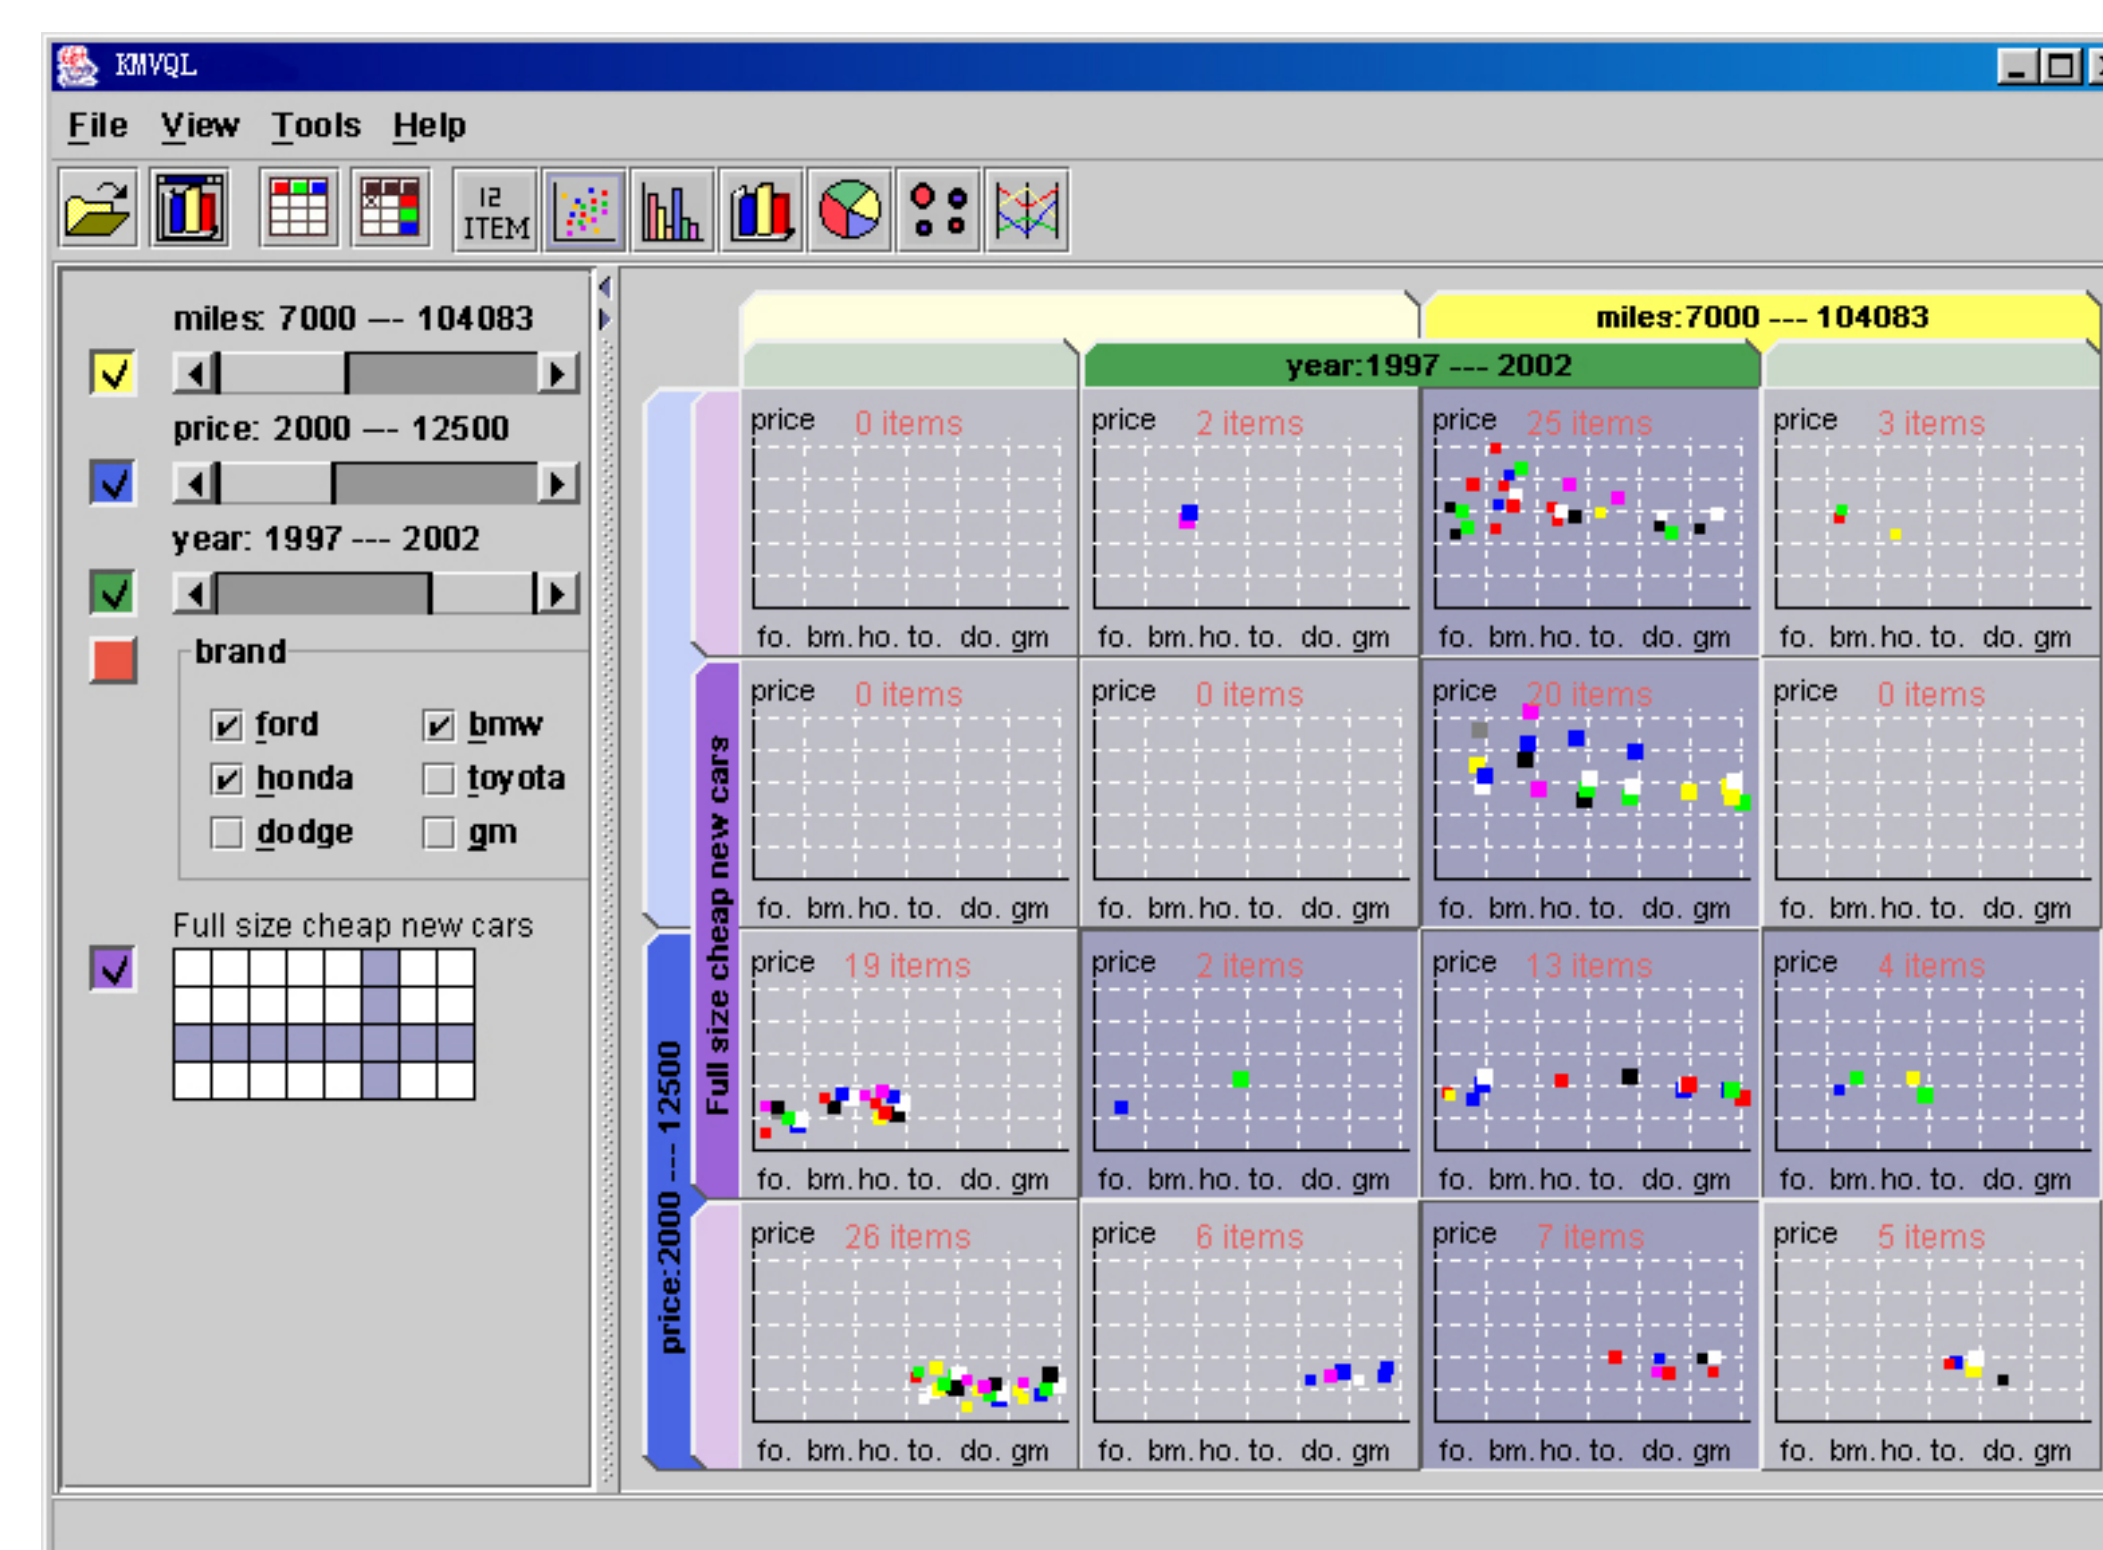 KMVQL
File View Tools Help
12
ITEM
miles: 7000 --- 104083
price: 2000 --- 12500
year: 1997 --- 2002
brand
ford bmw
honda toyota
dodge gm
Full size cheap new cars
miles:7000 --- 104083
year:1997 --- 2002
Full size cheap new cars
price:2000 --- 12500
price 0 items price 2 items price 25 items price 3 items
fo. bm. ho. to. do. gm fo. bm. ho. to. do. gm fo. bm. ho. to. do. gm fo. bm. ho. to. do. gm
price 0 items price 0 items price 20 items price 0 items
fo. bm. ho. to. do. gm fo. bm. ho. to. do. gm fo. bm. ho. to. do. gm fo. bm. ho. to. do. gm
price 19 items price 2 items price 13 items price 4 items
fo. bm. ho. to. do. gm fo. bm. ho. to. do. gm fo. bm. ho. to. do. gm fo. bm. ho. to. do. gm
price 26 items price 6 items price 7 items price 5 items
fo. bm. ho. to. do. gm fo. bm. ho. to. do. gm fo. bm. ho. to. do. gm fo. bm. ho. to. do. gm